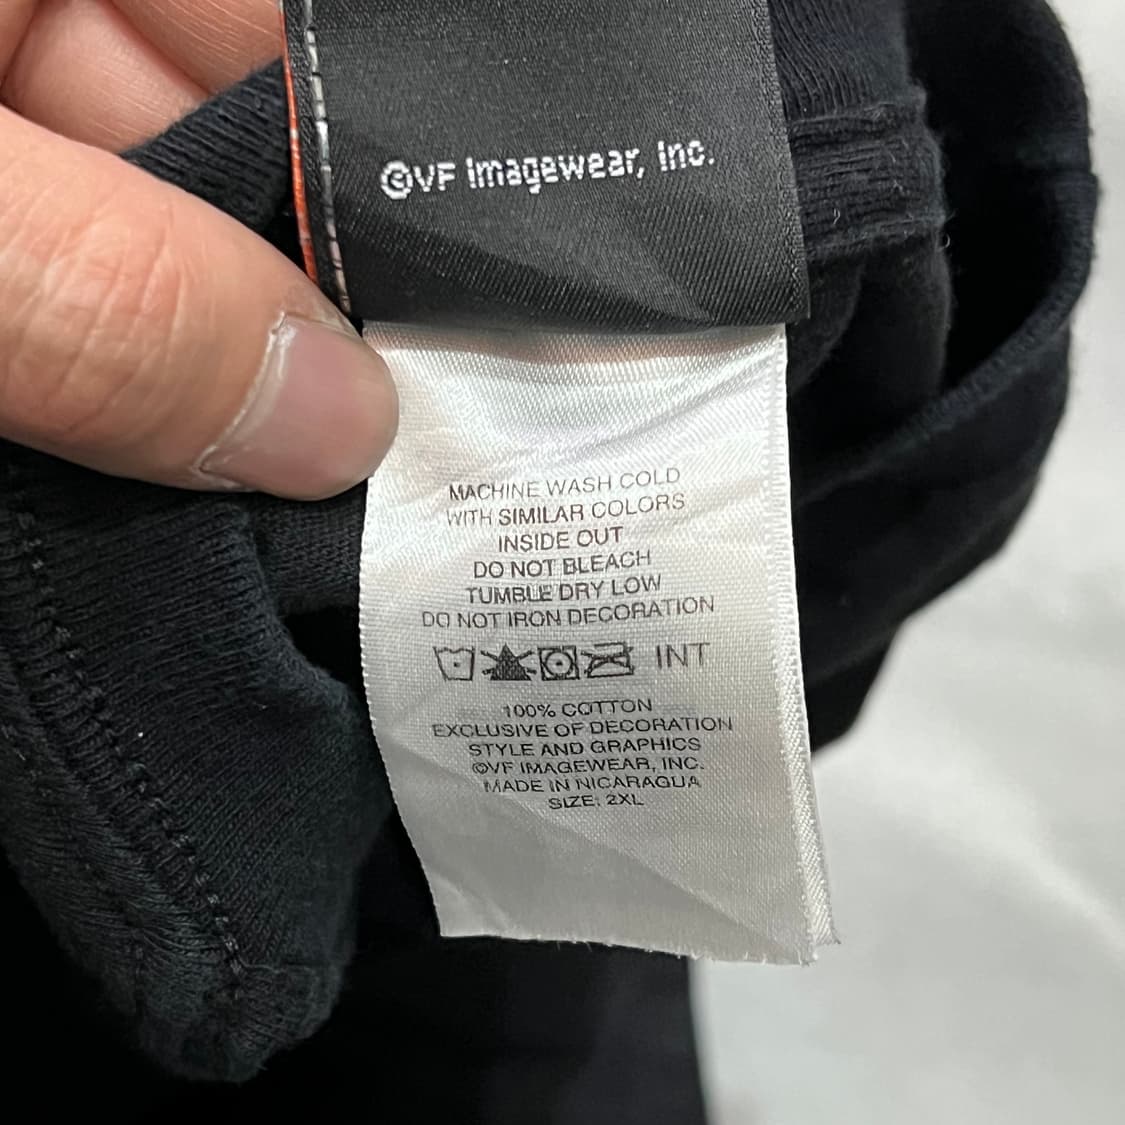 ©VF Imagewear, Inc.
MACHINE WASH COLD
WITH SIMILAR COLORS
INSIDE OUT
DO NOT BLEACH
TUMBLE DRY LOW
DO NOT IRON DECORATION
INT
100% COTTON
EXCLUSIVE OF DECORATION
STYLE AND GRAPHICS
©VF IMAGEWEAR, INC.
MADE IN NICARAGUA
SIZE: 2XL